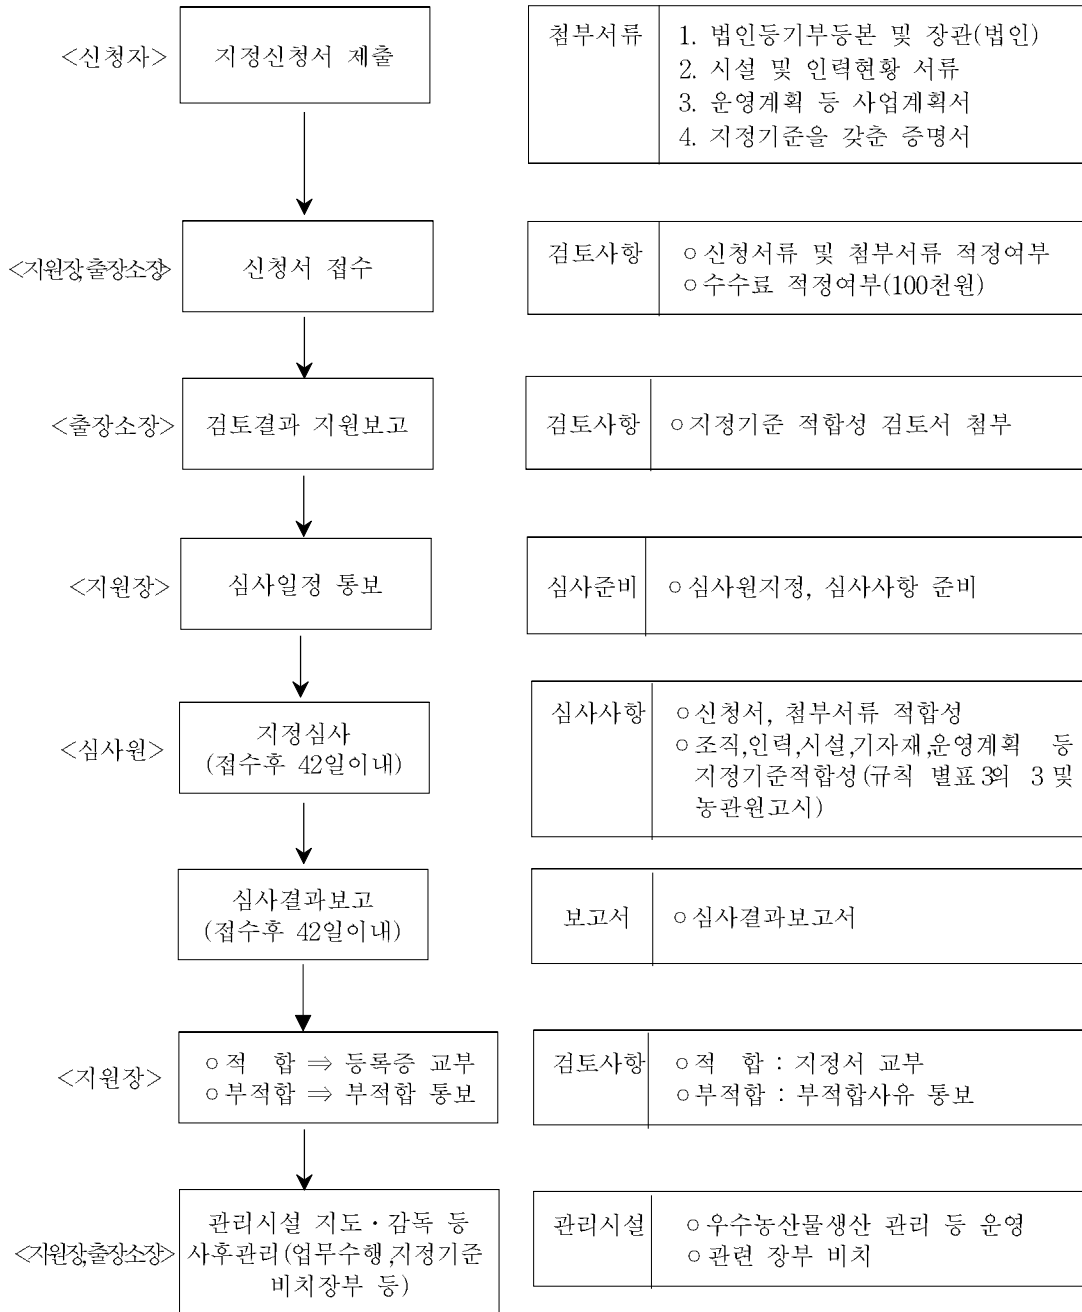 <신청자>
지정신청서 제출
첨부서류
1. 법인등기부등본 및 장관(법인)
2. 시설 및 인력현황 서류
3. 운영계획 등 사업계획서
4. 지정기준을 갖춘 증명서
<지원장,출장소장>
신청서 접수
검토사항
○신청서류 및 첨부서류 적정여부
○수수료 적정여부(100천원)
<출장소장>
검토결과 지원보고
검토사항
○지정기준 적합성 검토서 첨부
<지원장>
심사일정 통보
심사준비
○심사원지정, 심사사항 준비
<심사원>
지정심사
(접수후 42일이내)
심사사항
○신청서, 첨부서류 적합성
○조직,인력,시설,기자재,운영계획 등
지정기준적합성(규칙 별표3의 3 및
농관원고시)
심사결과보고
(접수후 42일이내)
보고서
○심사결과보고서
<지원장>
○적 합 ⇒ 등록증 교부
○부적합 ⇒ 부적합 통보
검토사항
○적 합 : 지정서 교부
○부적합 : 부적합사유 통보
<지원장,출장소장>
관리시설 지도·감독 등
사후관리(업무수행,지정기준
비치장부 등)
관리시설
○우수농산물생산 관리 등 운영
○관련 장부 비치